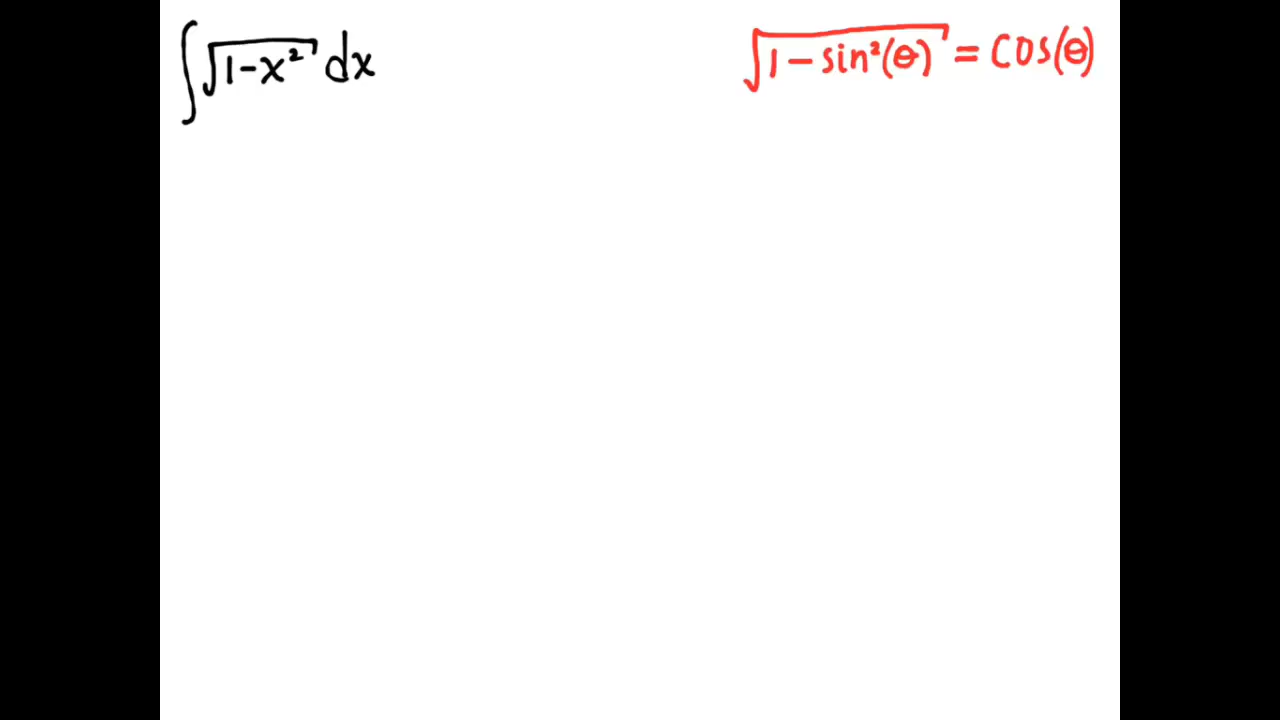 ∫√(1-x²) dx
√(1 - sin²(θ)) = cos(θ)